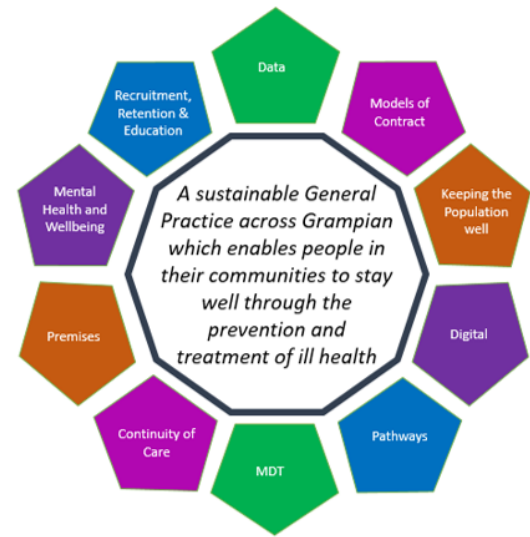 Data
Models of
Contract
Keeping the
Population
well
Digital
Pathways
MDT
Continuity of
Care
Premises
Mental
Health and
Wellbeing
Recruitment,
Retention &
Education
A sustainable General
Practice across Grampian
which enables people in
their communities to stay
well through the
prevention and
treatment of ill health